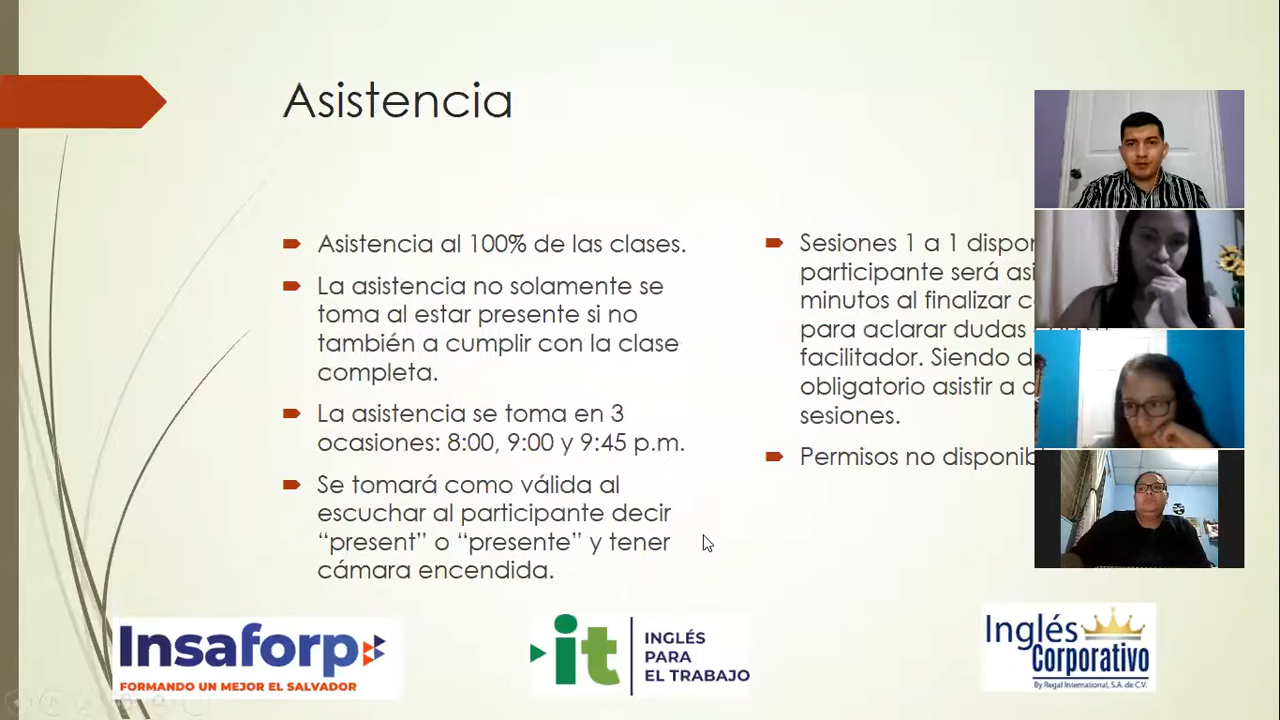 Asistencia
Asistencia al 100% de las clases.
La asistencia no solamente se
toma al estar presente si no
también a cumplir con la clase
completa.
La asistencia se toma en 3
ocasiones: 8:00, 9:00 y 9:45 p.m.
Se tomará como válida al
escuchar al participante decir
“present” o “presente” y tener
cámara encendida.
Sesiones 1 a 1
participante será
minutos al finalizar
para aclarar dudas
facilitador. Siendo
obligatorio asistir a
sesiones.
Permisos no
Insaforp
FORMANDO UN MEJOR EL SALVADOR
it
INGLÉS
PARA
EL TRABAJO
Inglés
Corporativo
By Regal International, S.A. de C.V.